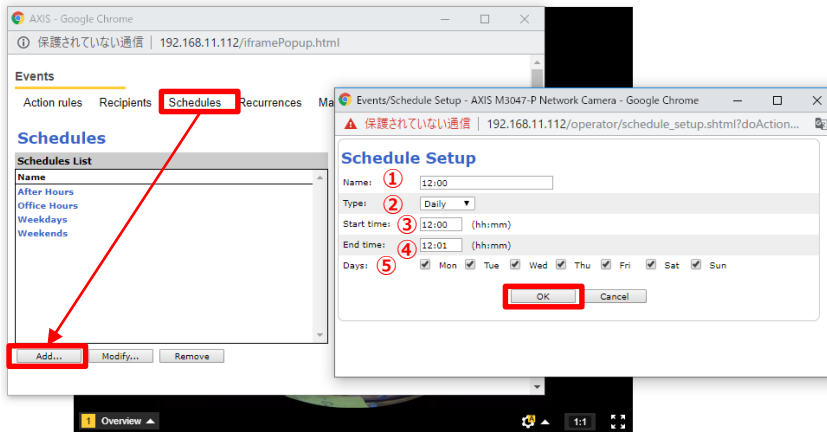 AXIS - Google Chrome
保護されていない通信 | 192.168.11.112/iframePopup.html
Events
Action rules Recipients Schedules Recurrences Ma
Schedules
Schedules List
Name
After Hours
Office Hours
Weekdays
Weekends
Add... Modify... Remove
Events/Schedule Setup - AXIS M3047-P Network Camera - Google Chrome
保護されていない通信 | 192.168.11.112/operator/schedule_setup.shtml?doAction...
Schedule Setup
Name: ① 12:00
Type: ② Daily
Start time: ③ 12:00 (hh:mm)
End time: ④ 12:01 (hh:mm)
Days: ⑤ Mon Tue Wed Thu Fri Sat Sun
OK Cancel
1 Overview 1:1